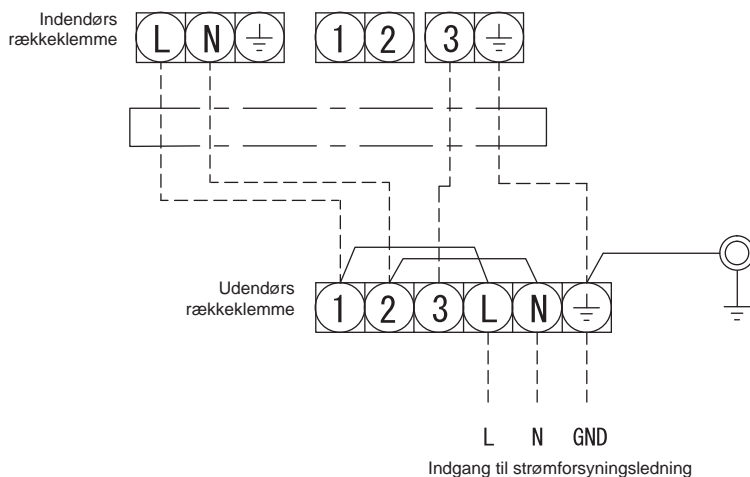 Indendørs
rækkeklemme
L N 1 2 3
Udendørs
rækkeklemme
1 2 3 L N
L N GND
Indgang til strømforsyningsledning